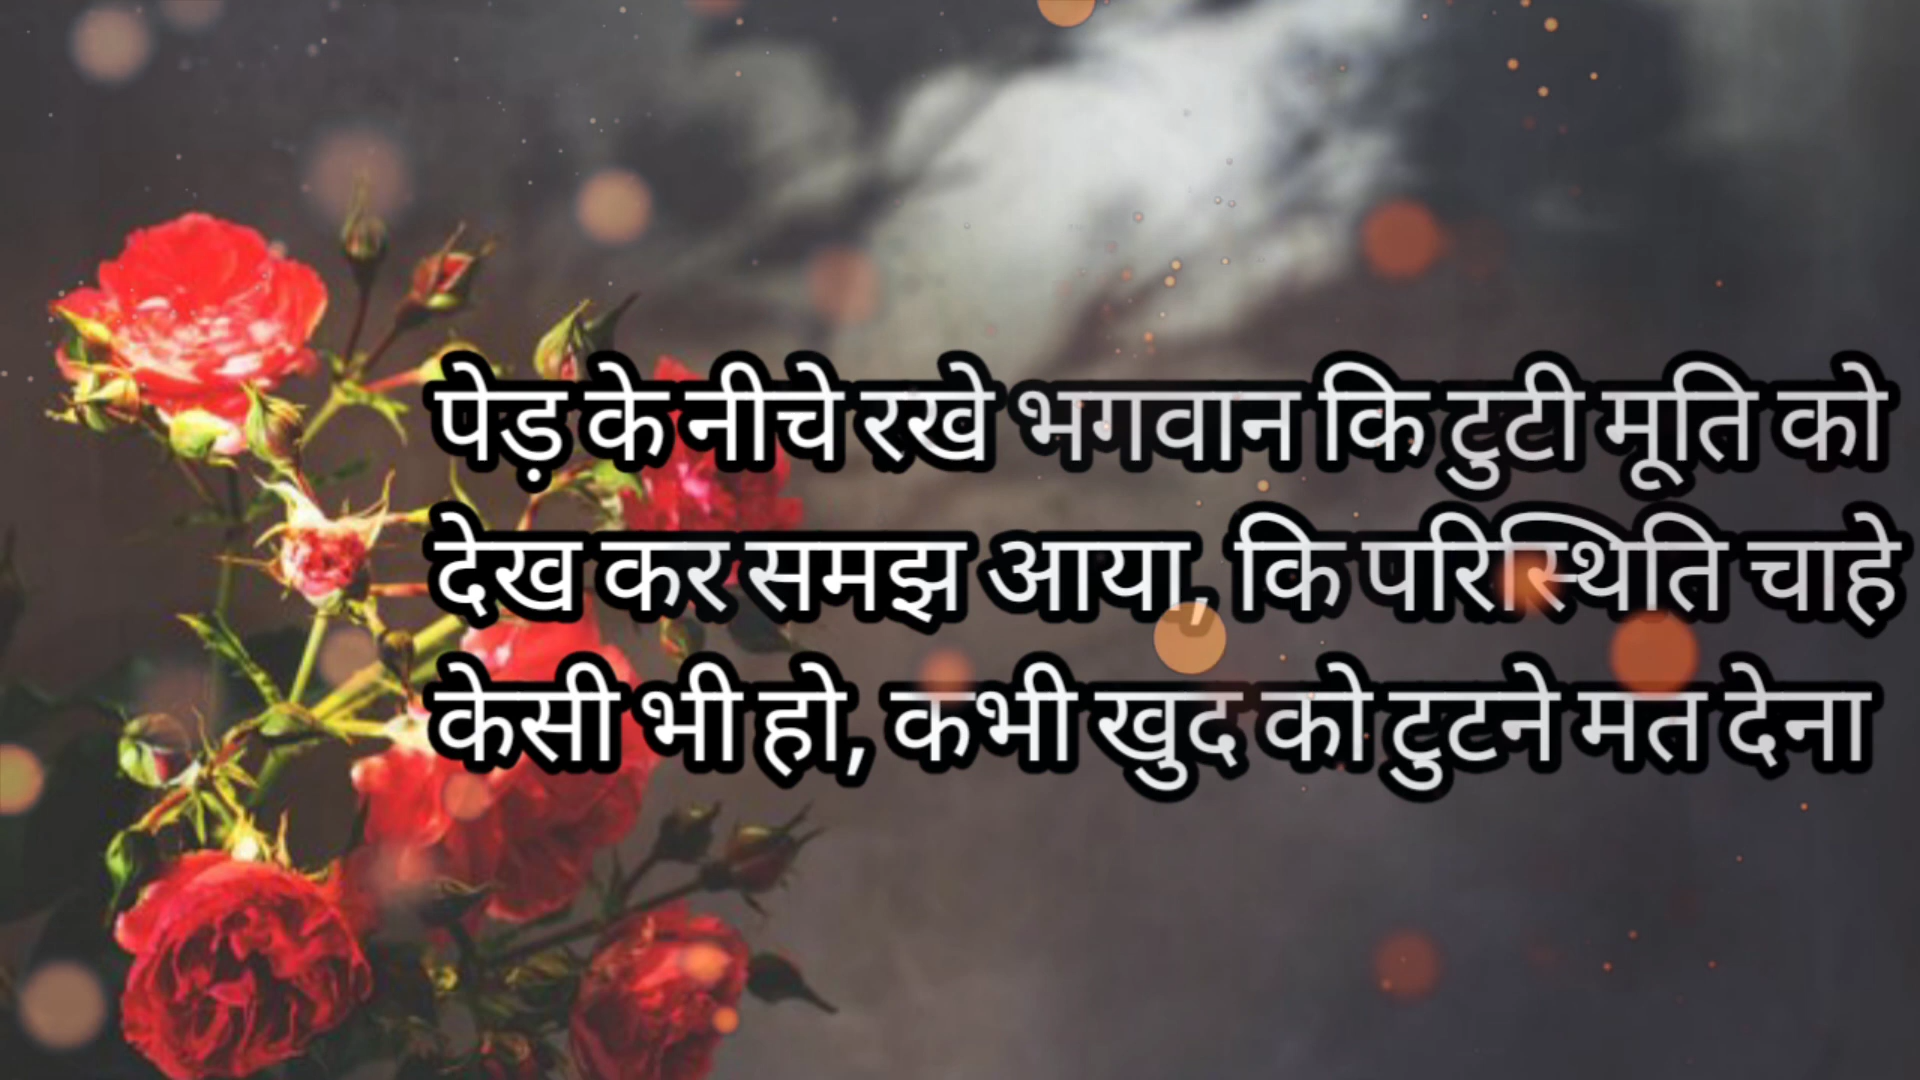 पेड़ के नीचे रखे भगवान कि टुटी मूति को
देख कर समझ आया, कि परिस्थिति चाहे
केसी भी हो, कभी खुद को टुटने मत देना